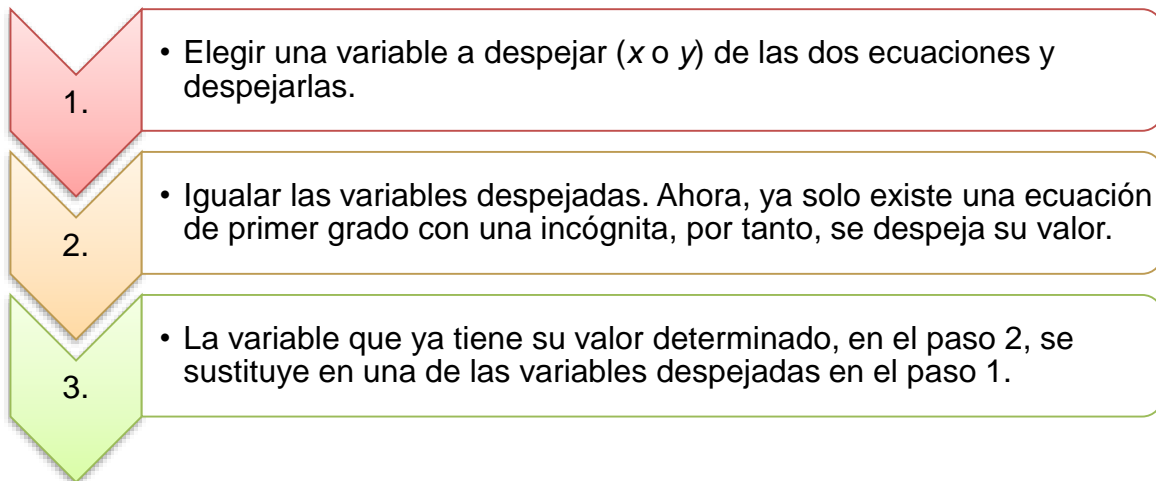 1.
• Elegir una variable a despejar (x o y) de las dos ecuaciones y
despejarlas.
2.
• Igualar las variables despejadas. Ahora, ya solo existe una ecuación
de primer grado con una incógnita, por tanto, se despeja su valor.
3.
• La variable que ya tiene su valor determinado, en el paso 2, se
sustituye en una de las variables despejadas en el paso 1.